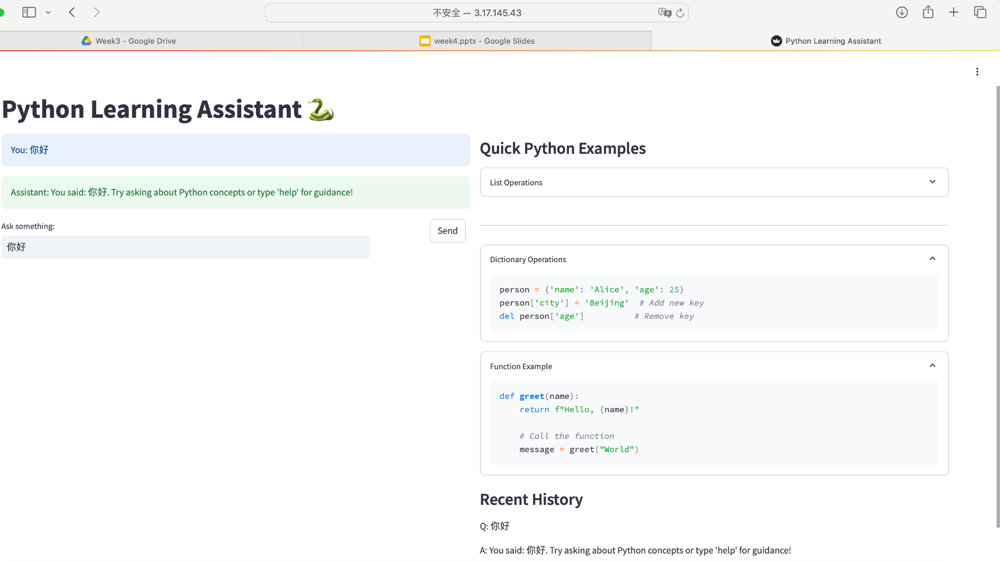 不安全 — 3.17.145.43
Week3 - Google Drive
week4.pptx - Google Slides
Python Learning Assistant
Python Learning Assistant 🐍
You: 你好
Assistant: You said: 你好. Try asking about Python concepts or type 'help' for guidance!
Ask something:
Send
你好
Quick Python Examples
List Operations
Dictionary Operations
person = {'name': 'Alice', 'age': 25}
person['city'] = 'Beijing'  # Add new key
del person['age']          # Remove key
Function Example
def greet(name):
    return f"Hello, {name}!"
    # Call the function
    message = greet("World")
Recent History
Q: 你好
A: You said: 你好. Try asking about Python concepts or type 'help' for guidance!